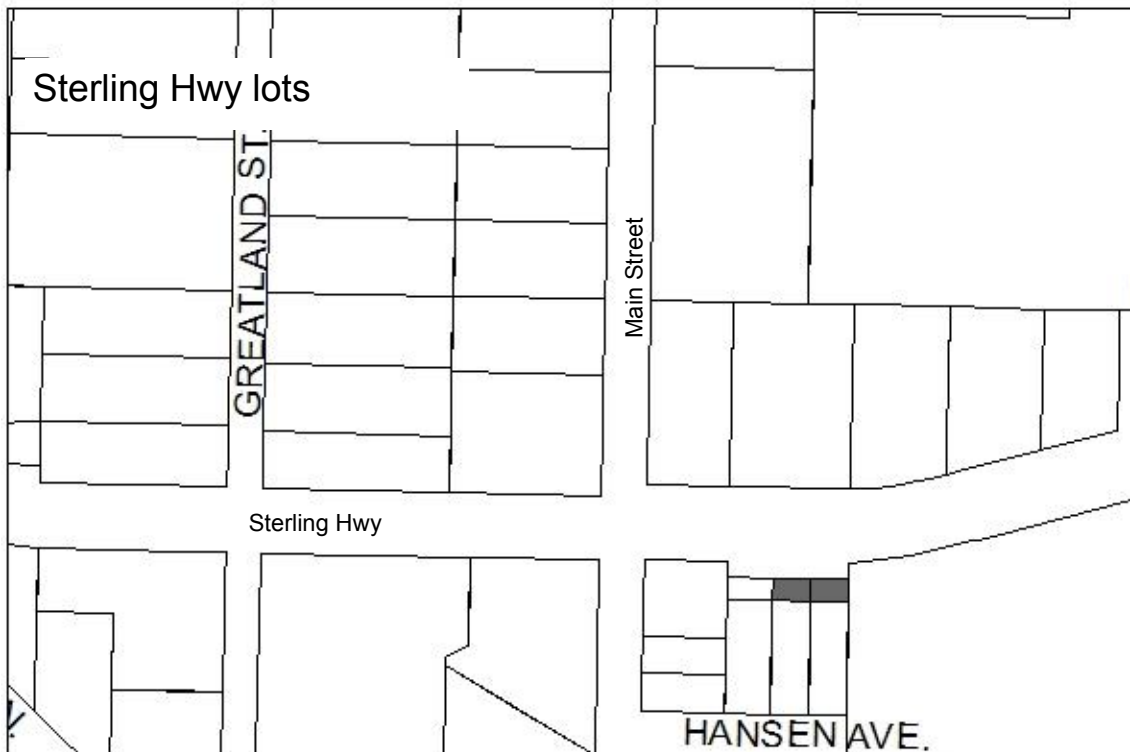 Sterling Hwy lots
GREATLAND ST.
Main Street
Sterling Hwy
HANSEN AVE.